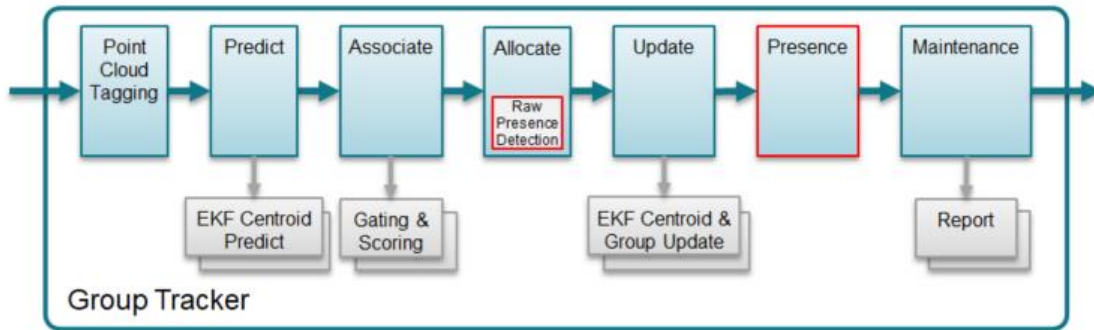 Point
Cloud
Tagging
Predict
Associate
Allocate
Raw
Presence
Detection
Update
Presence
Maintenance
EKF Centroid
Predict
Gating &
Scoring
EKF Centroid &
Group Update
Report
Group Tracker